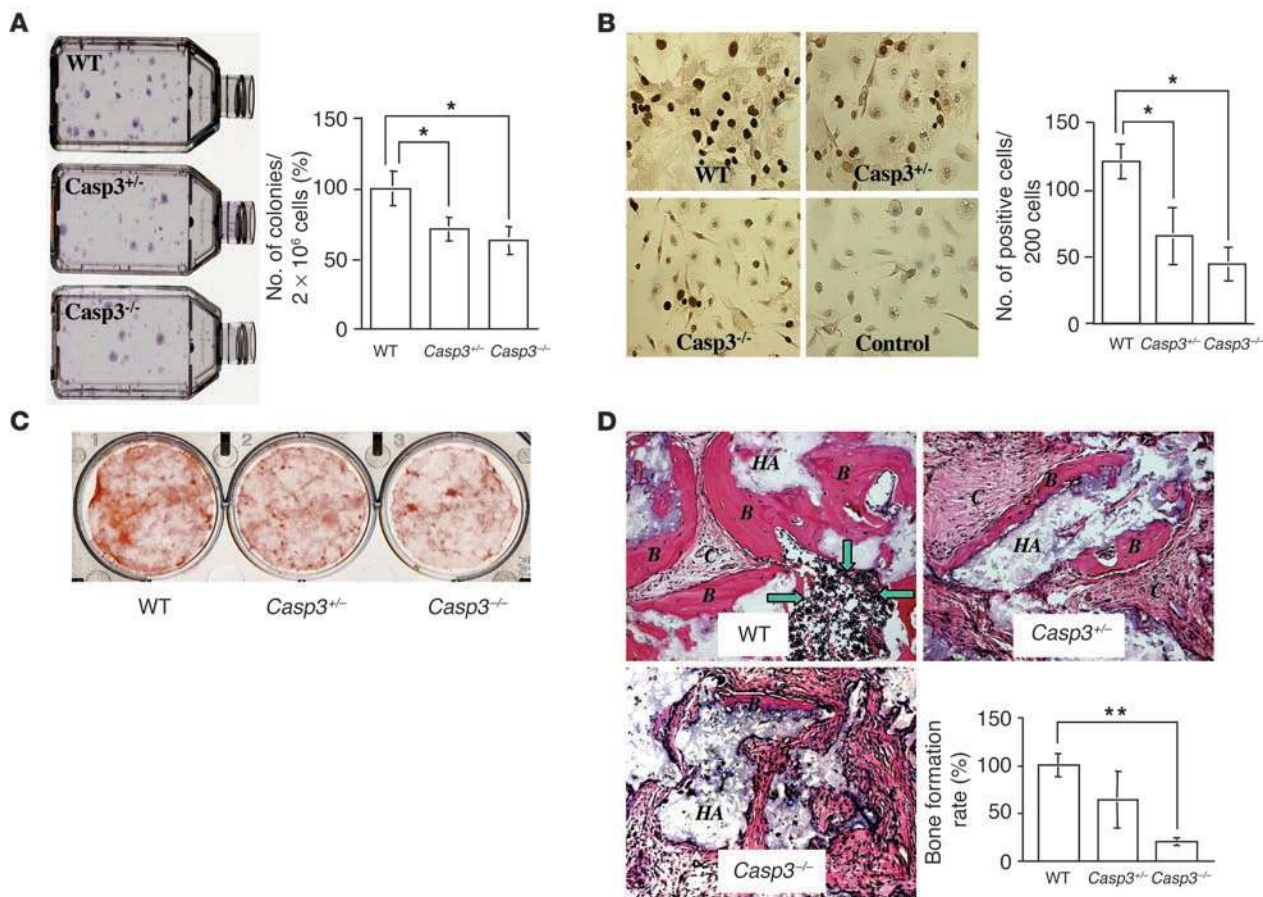 A
WT
Casp3+/-
Casp3-/-
No. of colonies/
2 × 10⁶ cells (%)
150
100
50
0
*
*
WT
Casp3+/–
Casp3–/–
B
WT
Casp3+/-
Casp3-/-
Control
No. of positive cells/
200 cells
150
100
50
0
*
*
WT
Casp3+/–
Casp3–/–
C
1
2
3
WT
Casp3+/–
Casp3–/–
D
HA
B
B
B
C
B
WT
B
C
HA
B
C
Casp3+/–
B
HA
Casp3–/–
Bone formation
rate (%)
150
100
50
0
**
WT
Casp3+/–
Casp3–/–